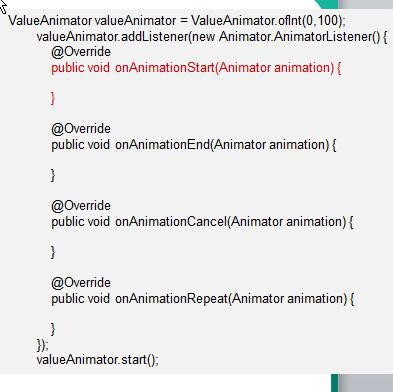 ValueAnimator valueAnimator = ValueAnimator.ofInt(0,100);
valueAnimator.addListener(new Animator.AnimatorListener() {
@Override
public void onAnimationStart(Animator animation) {
}
@Override
public void onAnimationEnd(Animator animation) {
}
@Override
public void onAnimationCancel(Animator animation) {
}
@Override
public void onAnimationRepeat(Animator animation) {
}
});
valueAnimator.start();